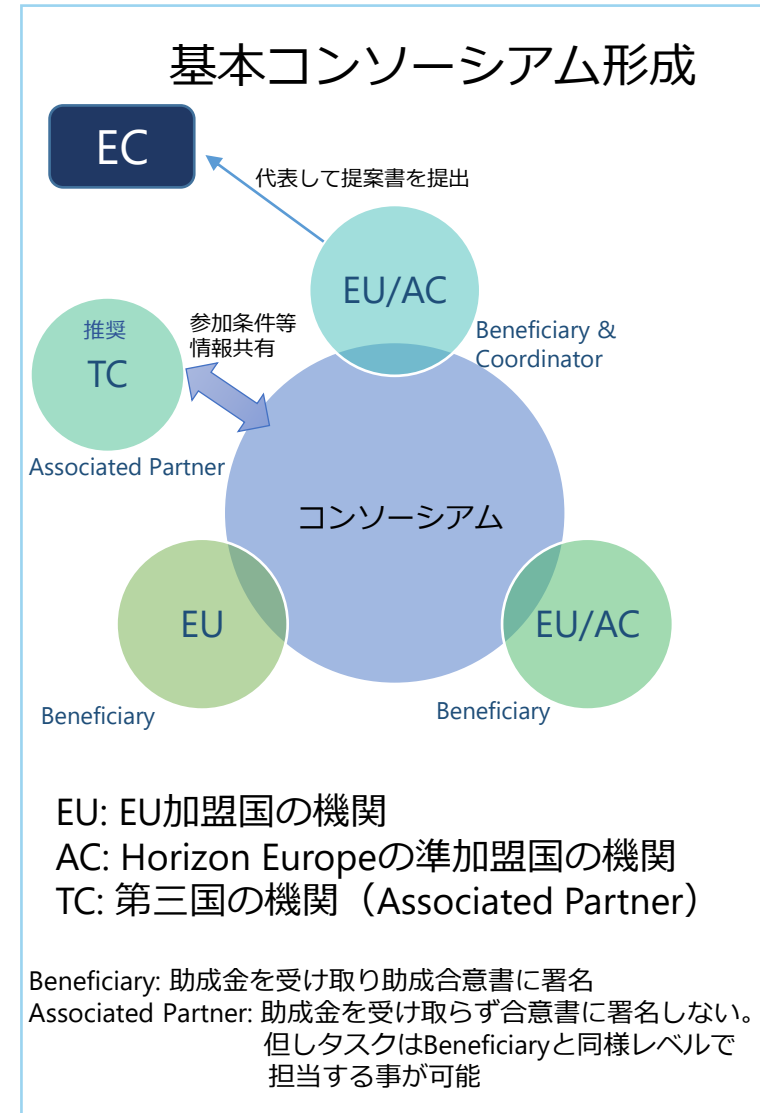 基本コンソーシアム形成
EC
代表して提案書を提出
EU/AC
Beneficiary &
Coordinator
推奨
TC
参加条件等
情報共有
Associated Partner
コンソーシアム
EU
EU/AC
Beneficiary
Beneficiary
EU: EU加盟国の機関
AC: Horizon Europeの準加盟国の機関
TC: 第三国の機関（Associated Partner）
Beneficiary: 助成金を受け取り助成合意書に署名
Associated Partner: 助成金を受け取らず合意書に署名しない。
但しタスクはBeneficiaryと同様レベルで
担当する事が可能